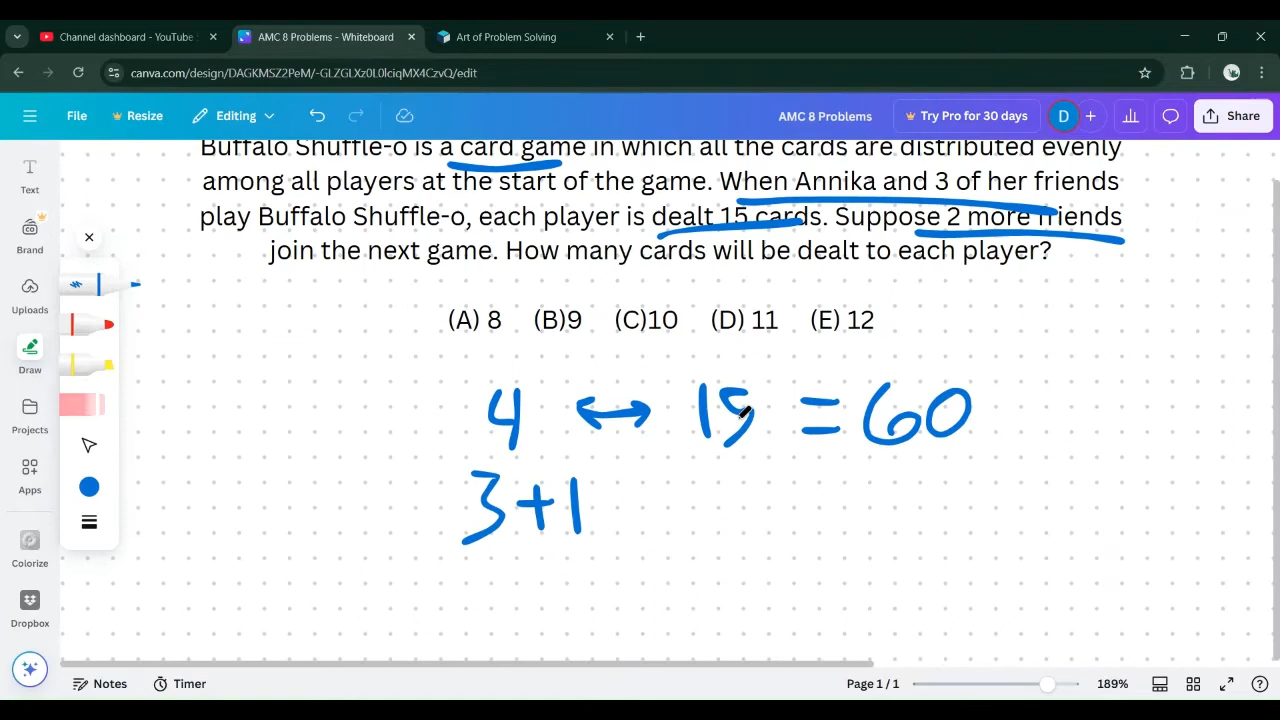 Channel dashboard - YouTube
AMC 8 Problems - Whiteboard
Art of Problem Solving
canva.com/design/DAGKMSZ2PeM/-GLZGLXz0L0lciqMX4CzvQ/edit
File
Resize
Editing
AMC 8 Problems
D
Try Pro for 30 days
Share
Text
Brand
Uploads
Draw
Projects
Apps
Colorize
Dropbox
Buffalo Shuffle-o is a card game in which all the cards are distributed evenly
among all players at the start of the game. When Annika and 3 of her friends
play Buffalo Shuffle-o, each player is dealt 15 cards. Suppose 2 more friends
join the next game. How many cards will be dealt to each player?
(A) 8 (B)9 (C)10 (D) 11 (E) 12
4 ↔ 15 = 60
3+1
Notes
Timer
Page 1 / 1
189%